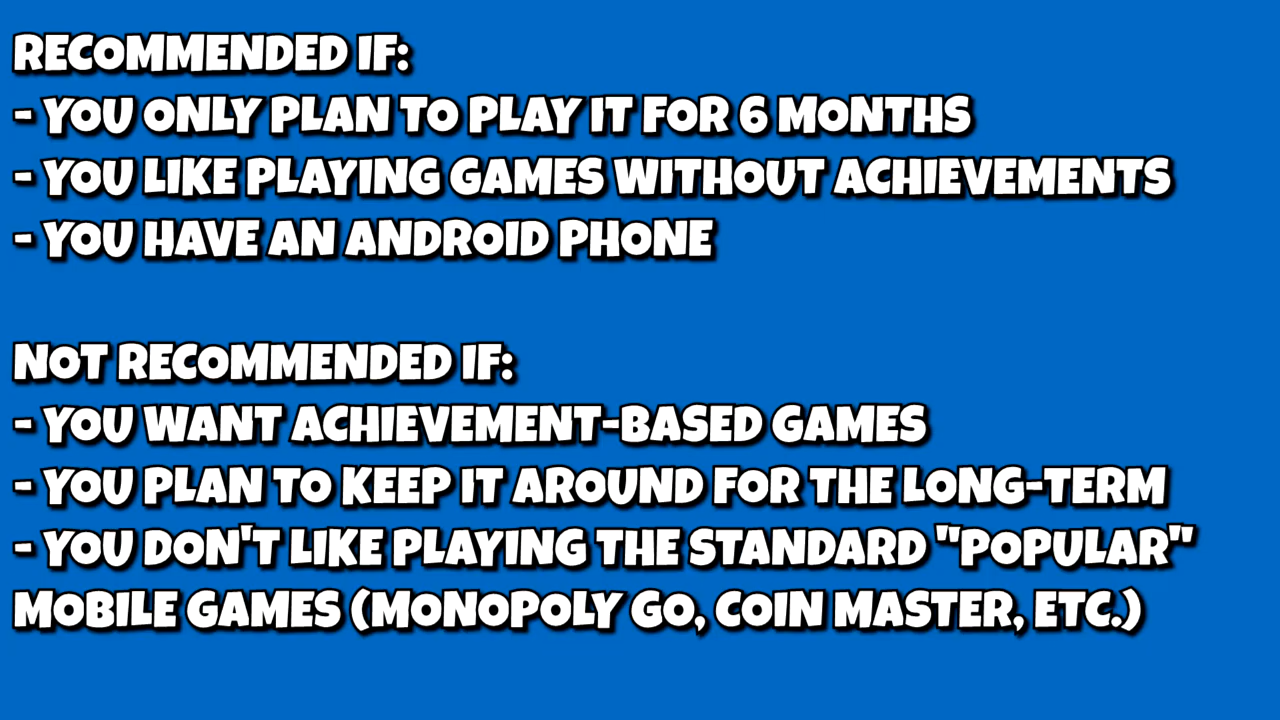 RECOMMENDED IF:
- YOU ONLY PLAN TO PLAY IT FOR 6 MONTHS
- YOU LIKE PLAYING GAMES WITHOUT ACHIEVEMENTS
- YOU HAVE AN ANDROID PHONE
NOT RECOMMENDED IF:
- YOU WANT ACHIEVEMENT-BASED GAMES
- YOU PLAN TO KEEP IT AROUND FOR THE LONG-TERM
- YOU DON'T LIKE PLAYING THE STANDARD "POPULAR"
MOBILE GAMES (MONOPOLY GO, COIN MASTER, ETC.)